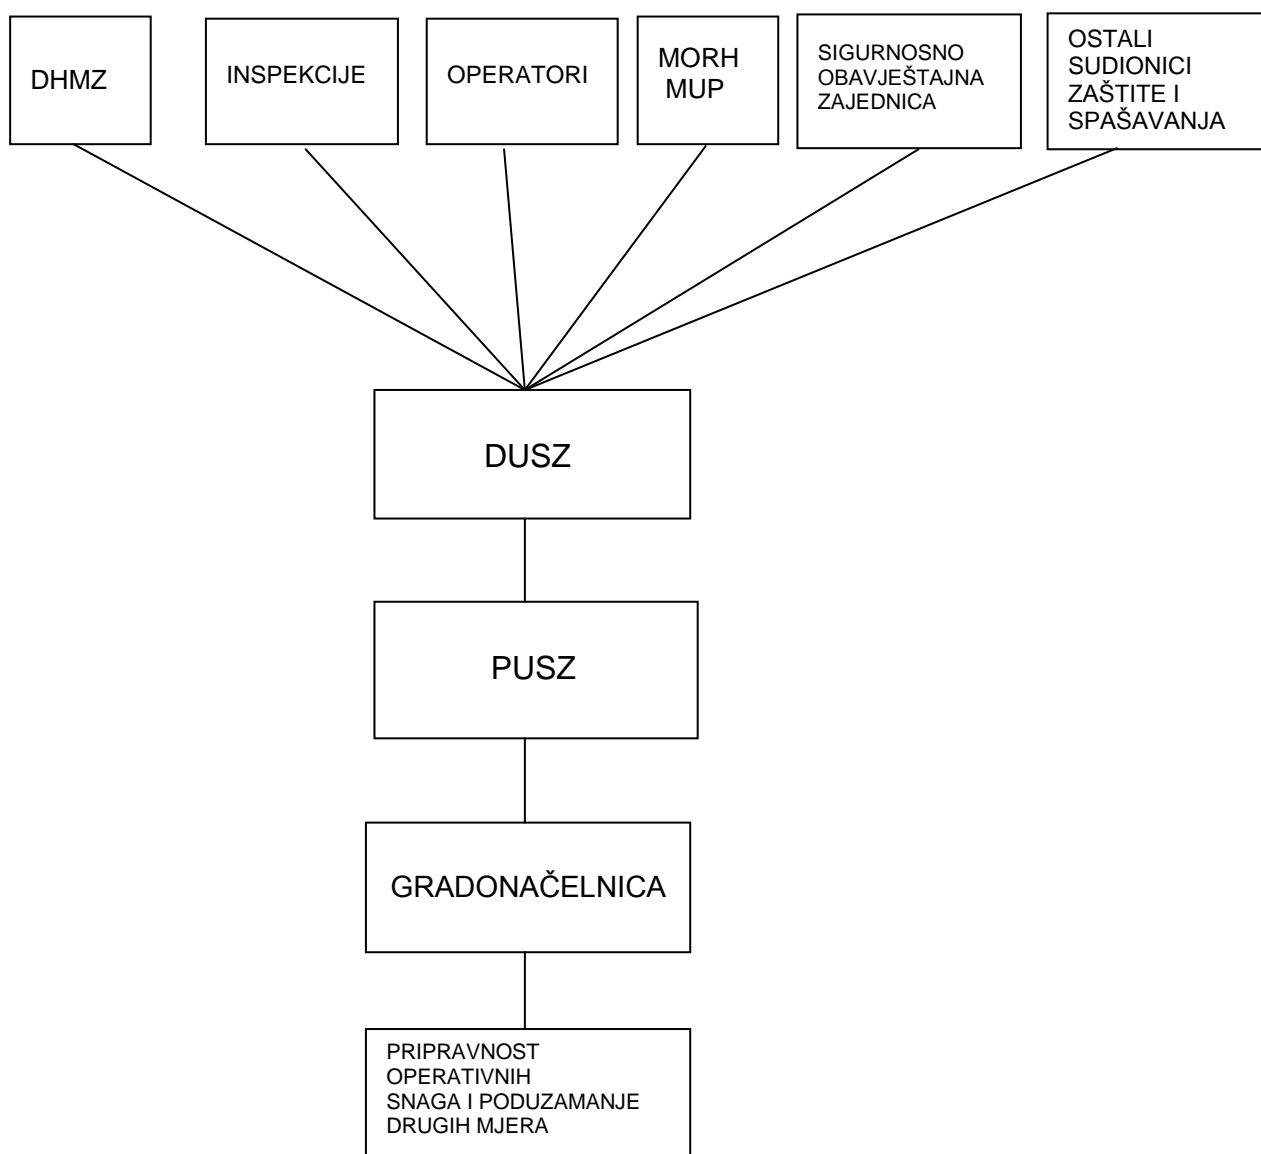 DHMZ
INSPEKCIJE
OPERATORI
MORH
MUP
SIGURNOSNO
OBAVJEŠTAJNA
ZAJEDNICA
OSTALI
SUDIONICI
ZAŠTITE I
SPAŠAVANJA
DUSZ
PUSZ
GRADONAČELNICA
PRIPRAVNOST
OPERATIVNIH
SNAGA I PODUZAMANJE
DRUGIH MJERA